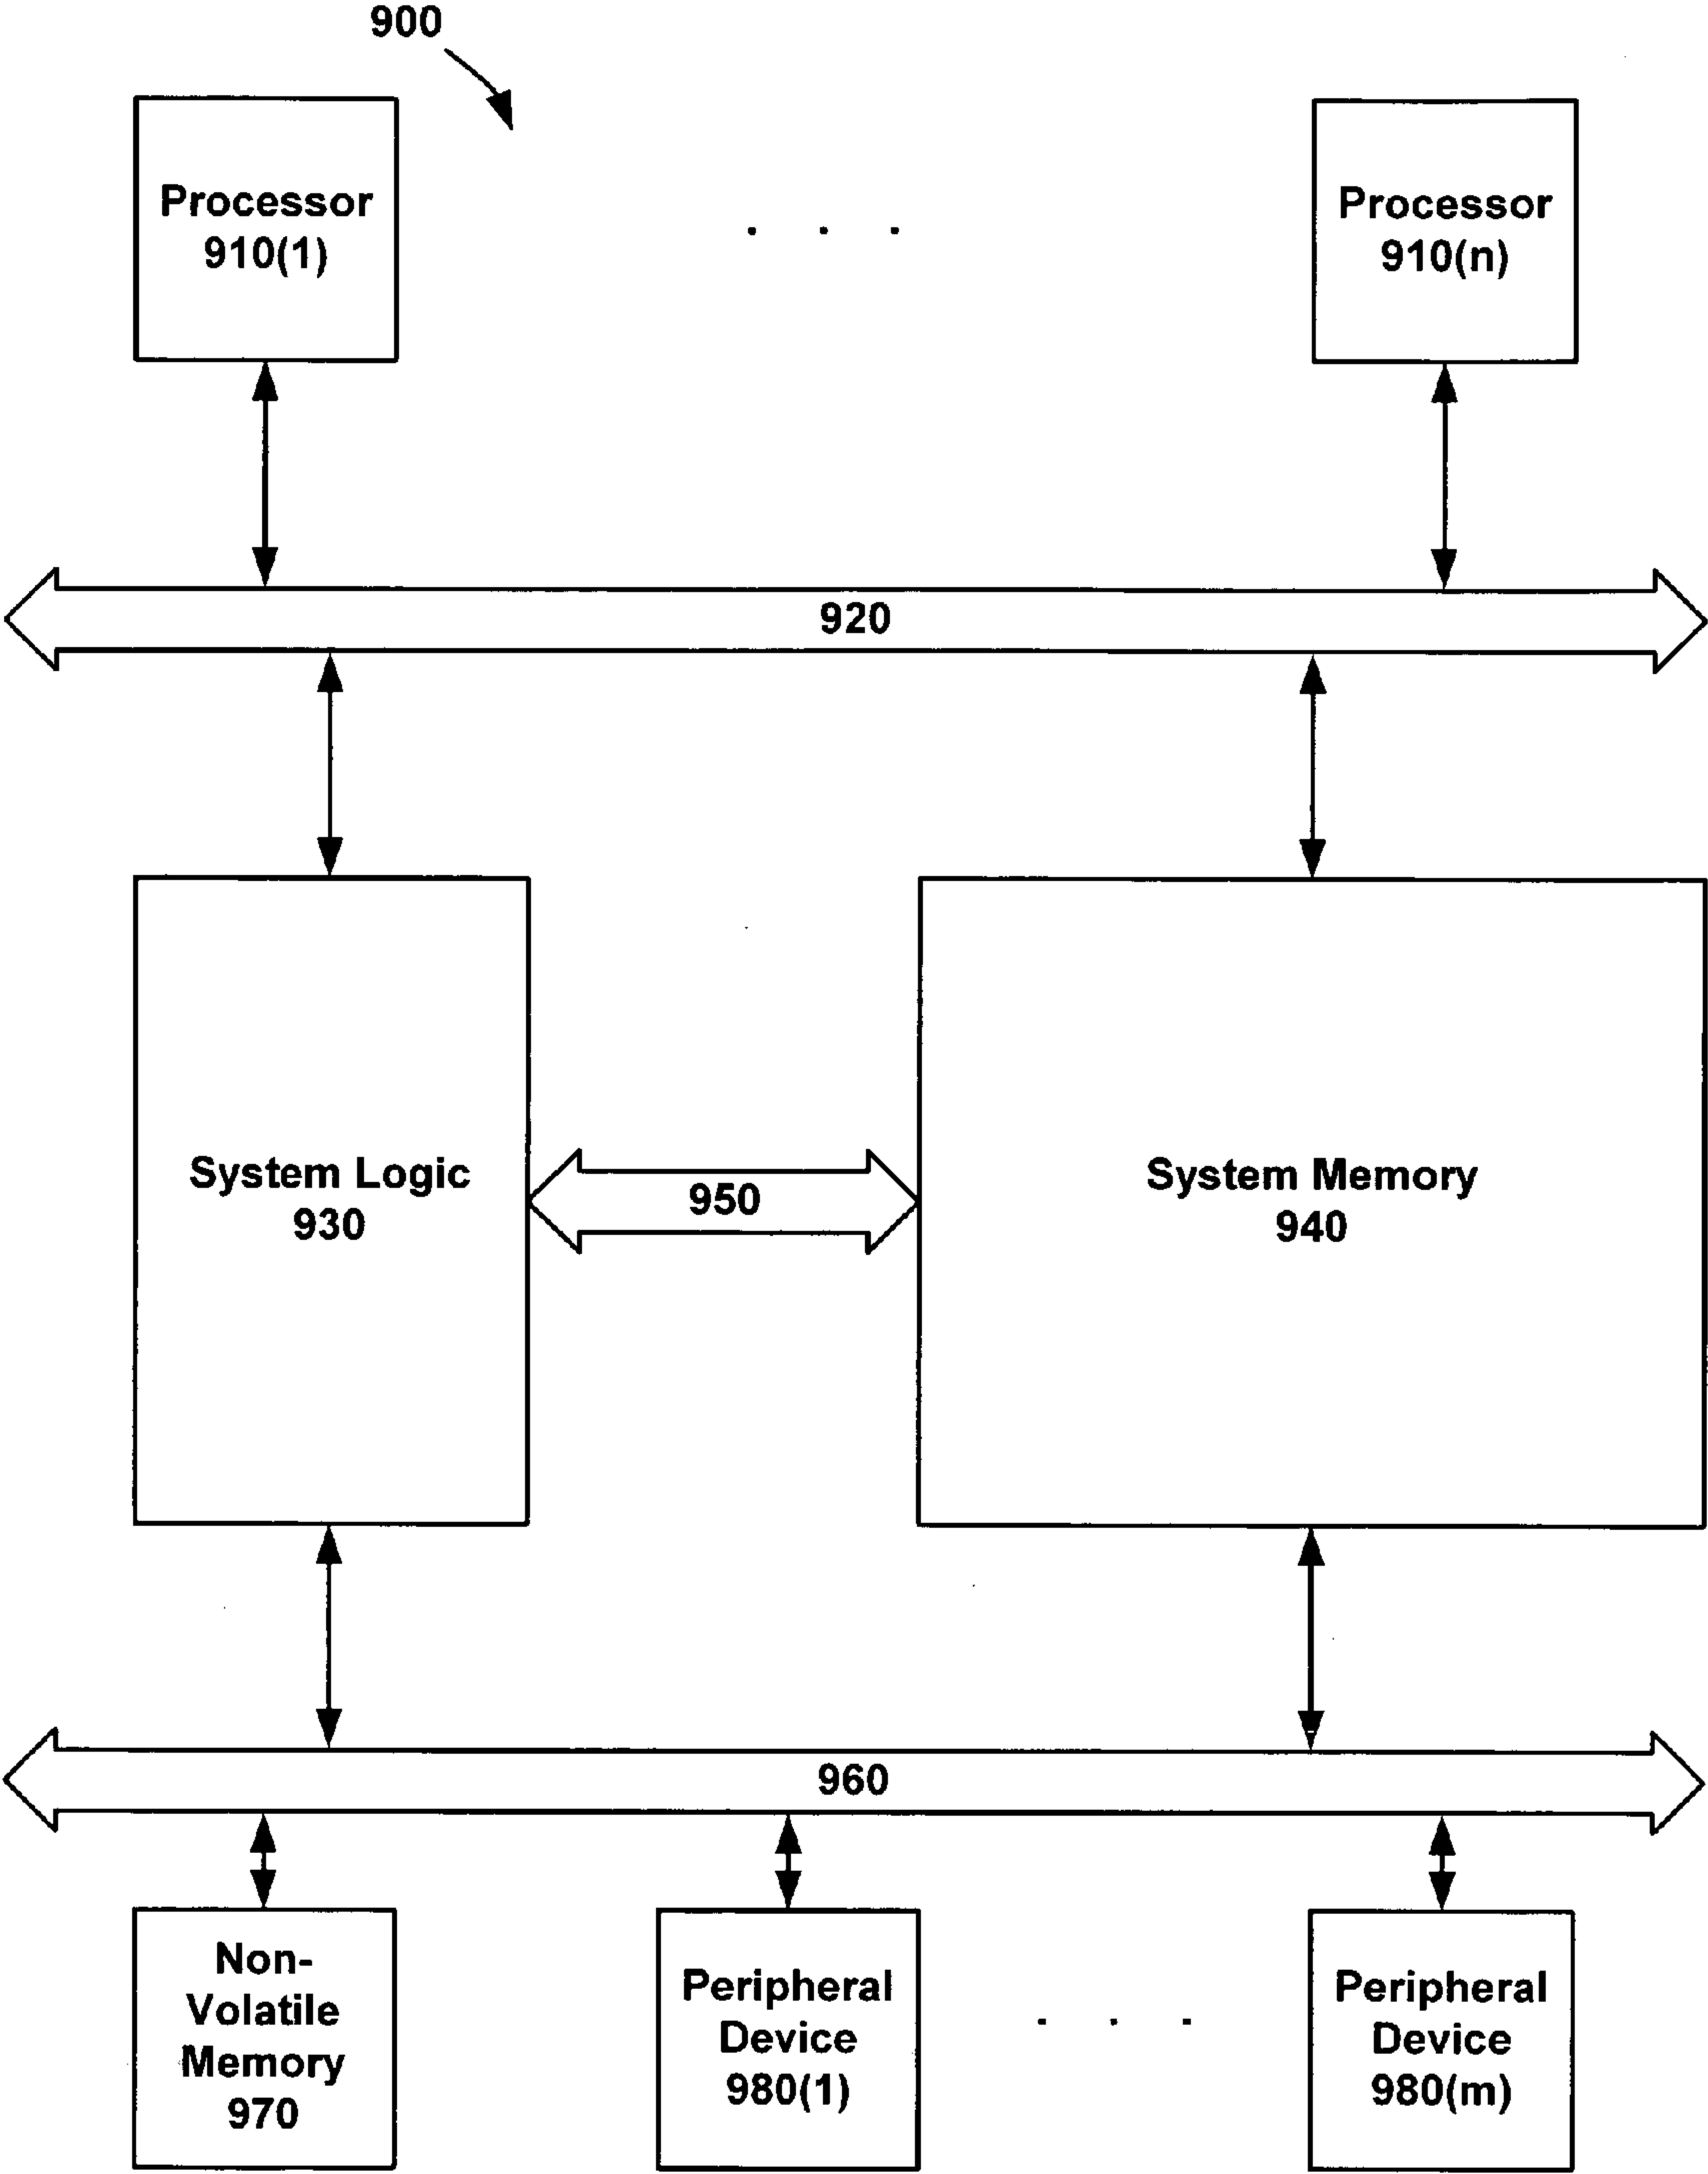 900
Processor
910(1)
. . .
Processor
910(n)
920
System Logic
930
950
System Memory
940
960
Non-
Volatile
Memory
970
Peripheral
Device
980(1)
. . .
Peripheral
Device
980(m)